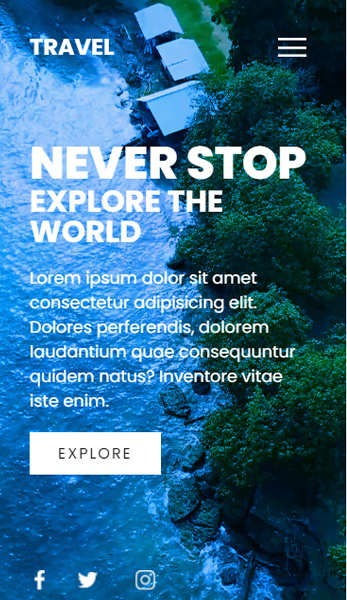 TRAVEL
NEVER STOP
EXPLORE THE
WORLD
Lorem ipsum dolor sit amet
consectetur adipisicing elit.
Dolores perferendis, dolorem
laudantium quae consequuntur
quidem natus? Inventore vitae
iste enim.
EXPLORE